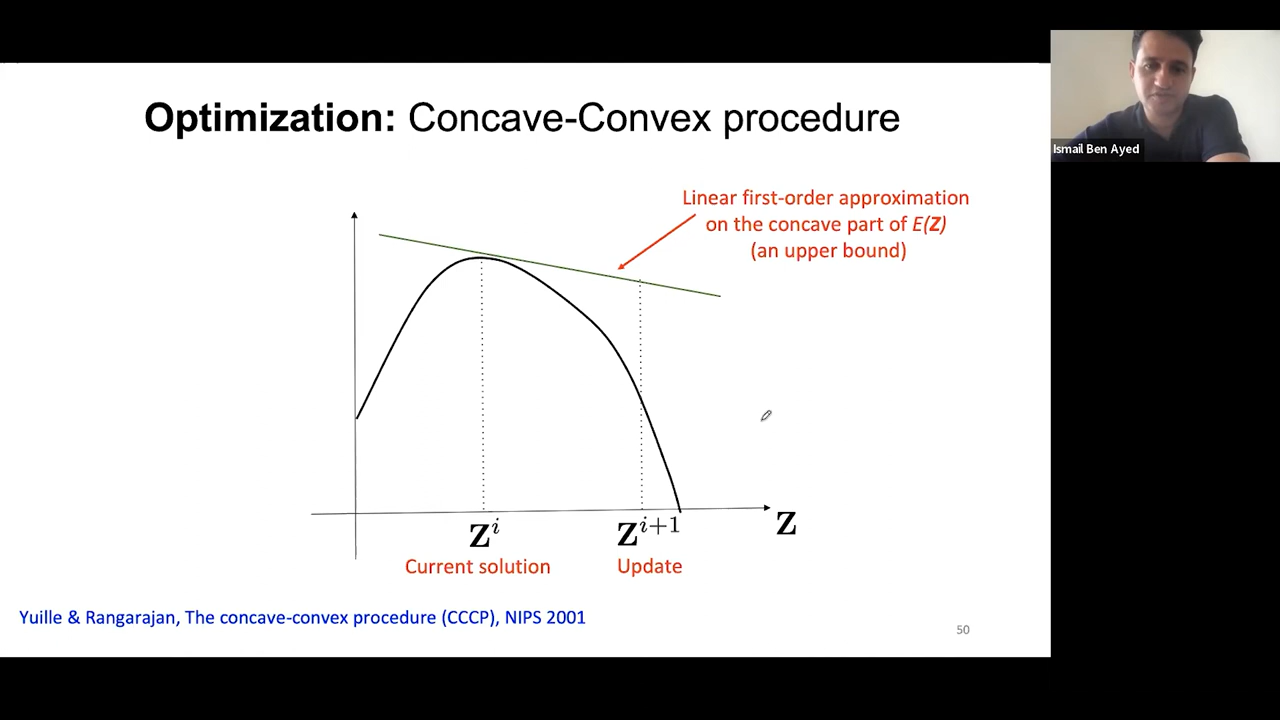 Optimization: Concave-Convex procedure
Ismail Ben Ayed
Linear first-order approximation
on the concave part of E(Z)
(an upper bound)
Z^i
Z^{i+1}
Z
Current solution
Update
Yuille & Rangarajan, The concave-convex procedure (CCCP), NIPS 2001
50